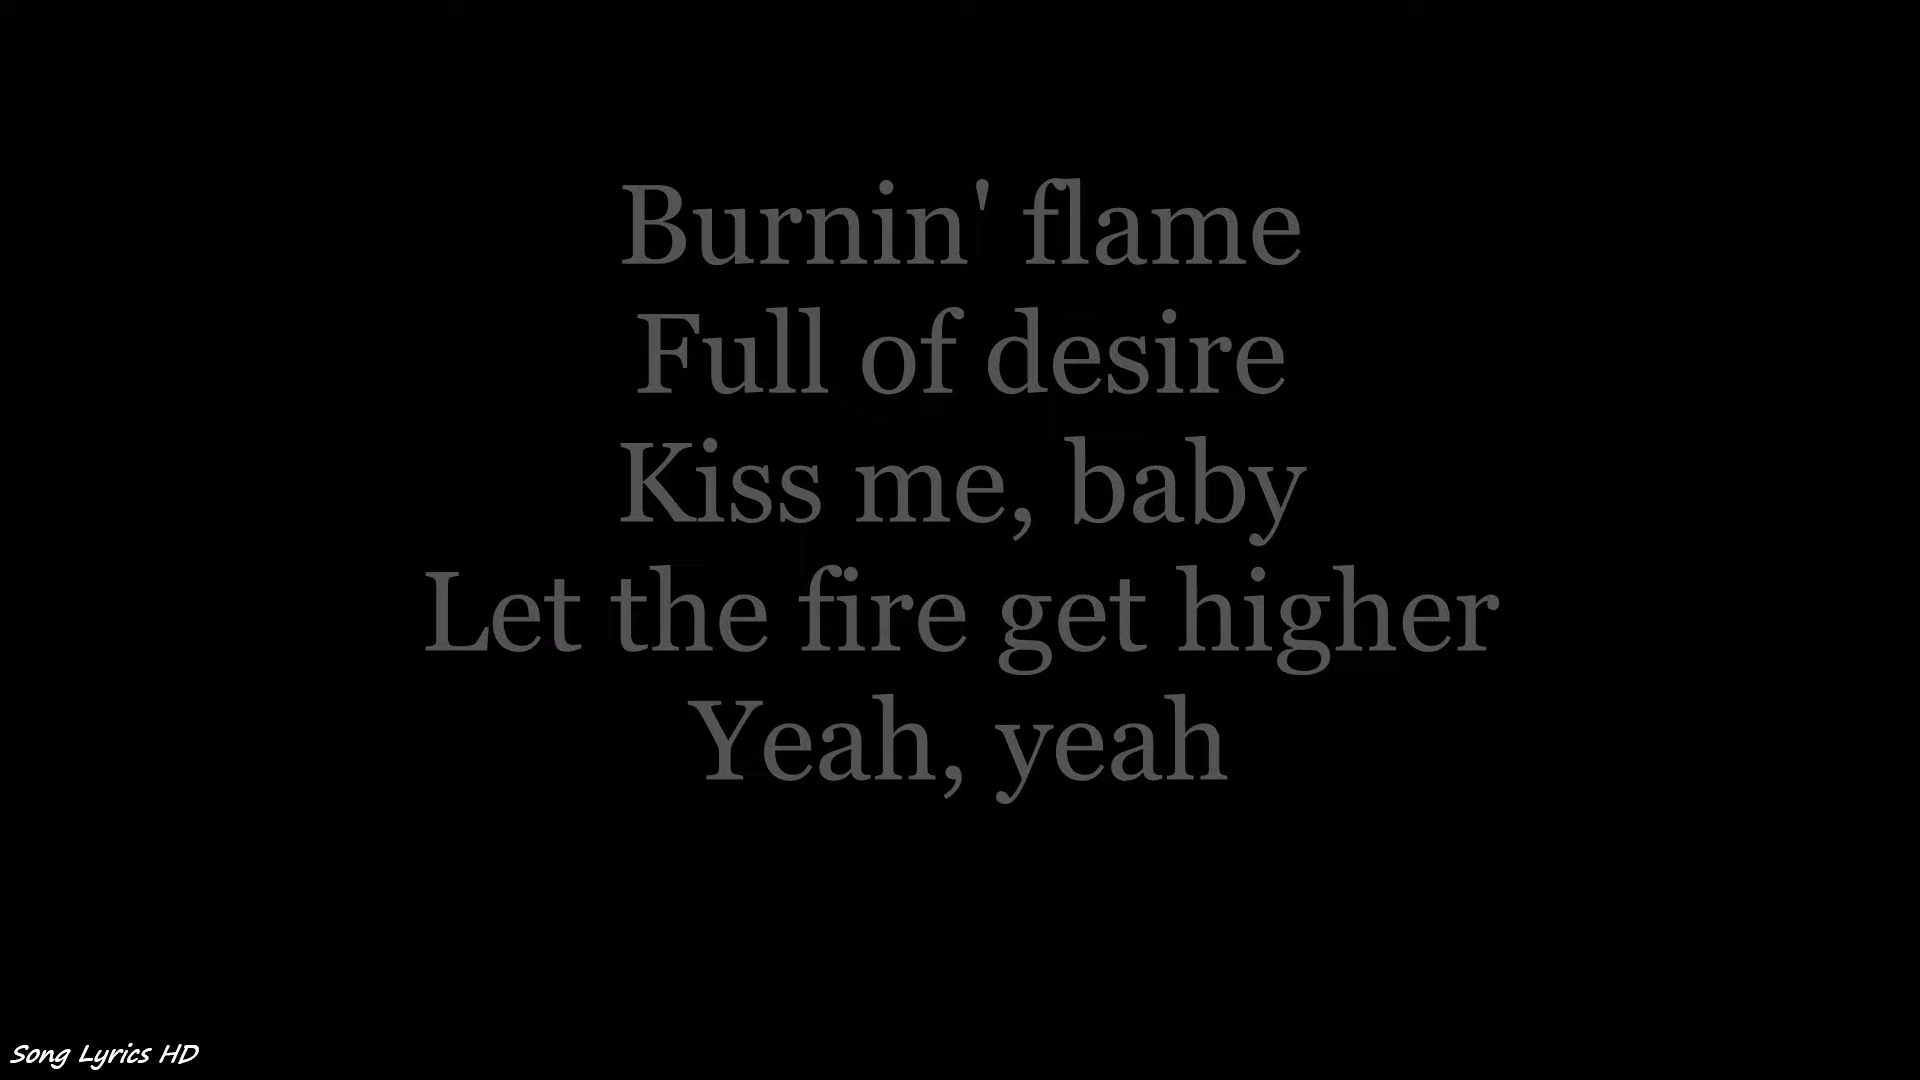 Burnin' flame
Full of desire
Kiss me, baby
Let the fire get higher
Yeah, yeah
Song Lyrics HD